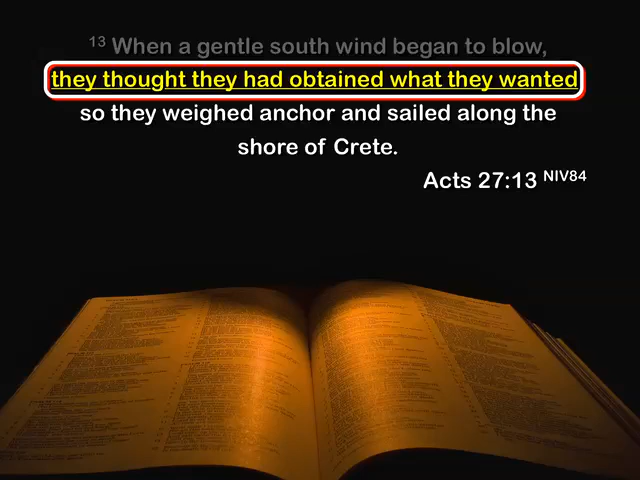 13 When a gentle south wind began to blow,
they thought they had obtained what they wanted
so they weighed anchor and sailed along the
shore of Crete.
Acts 27:13 NIV84